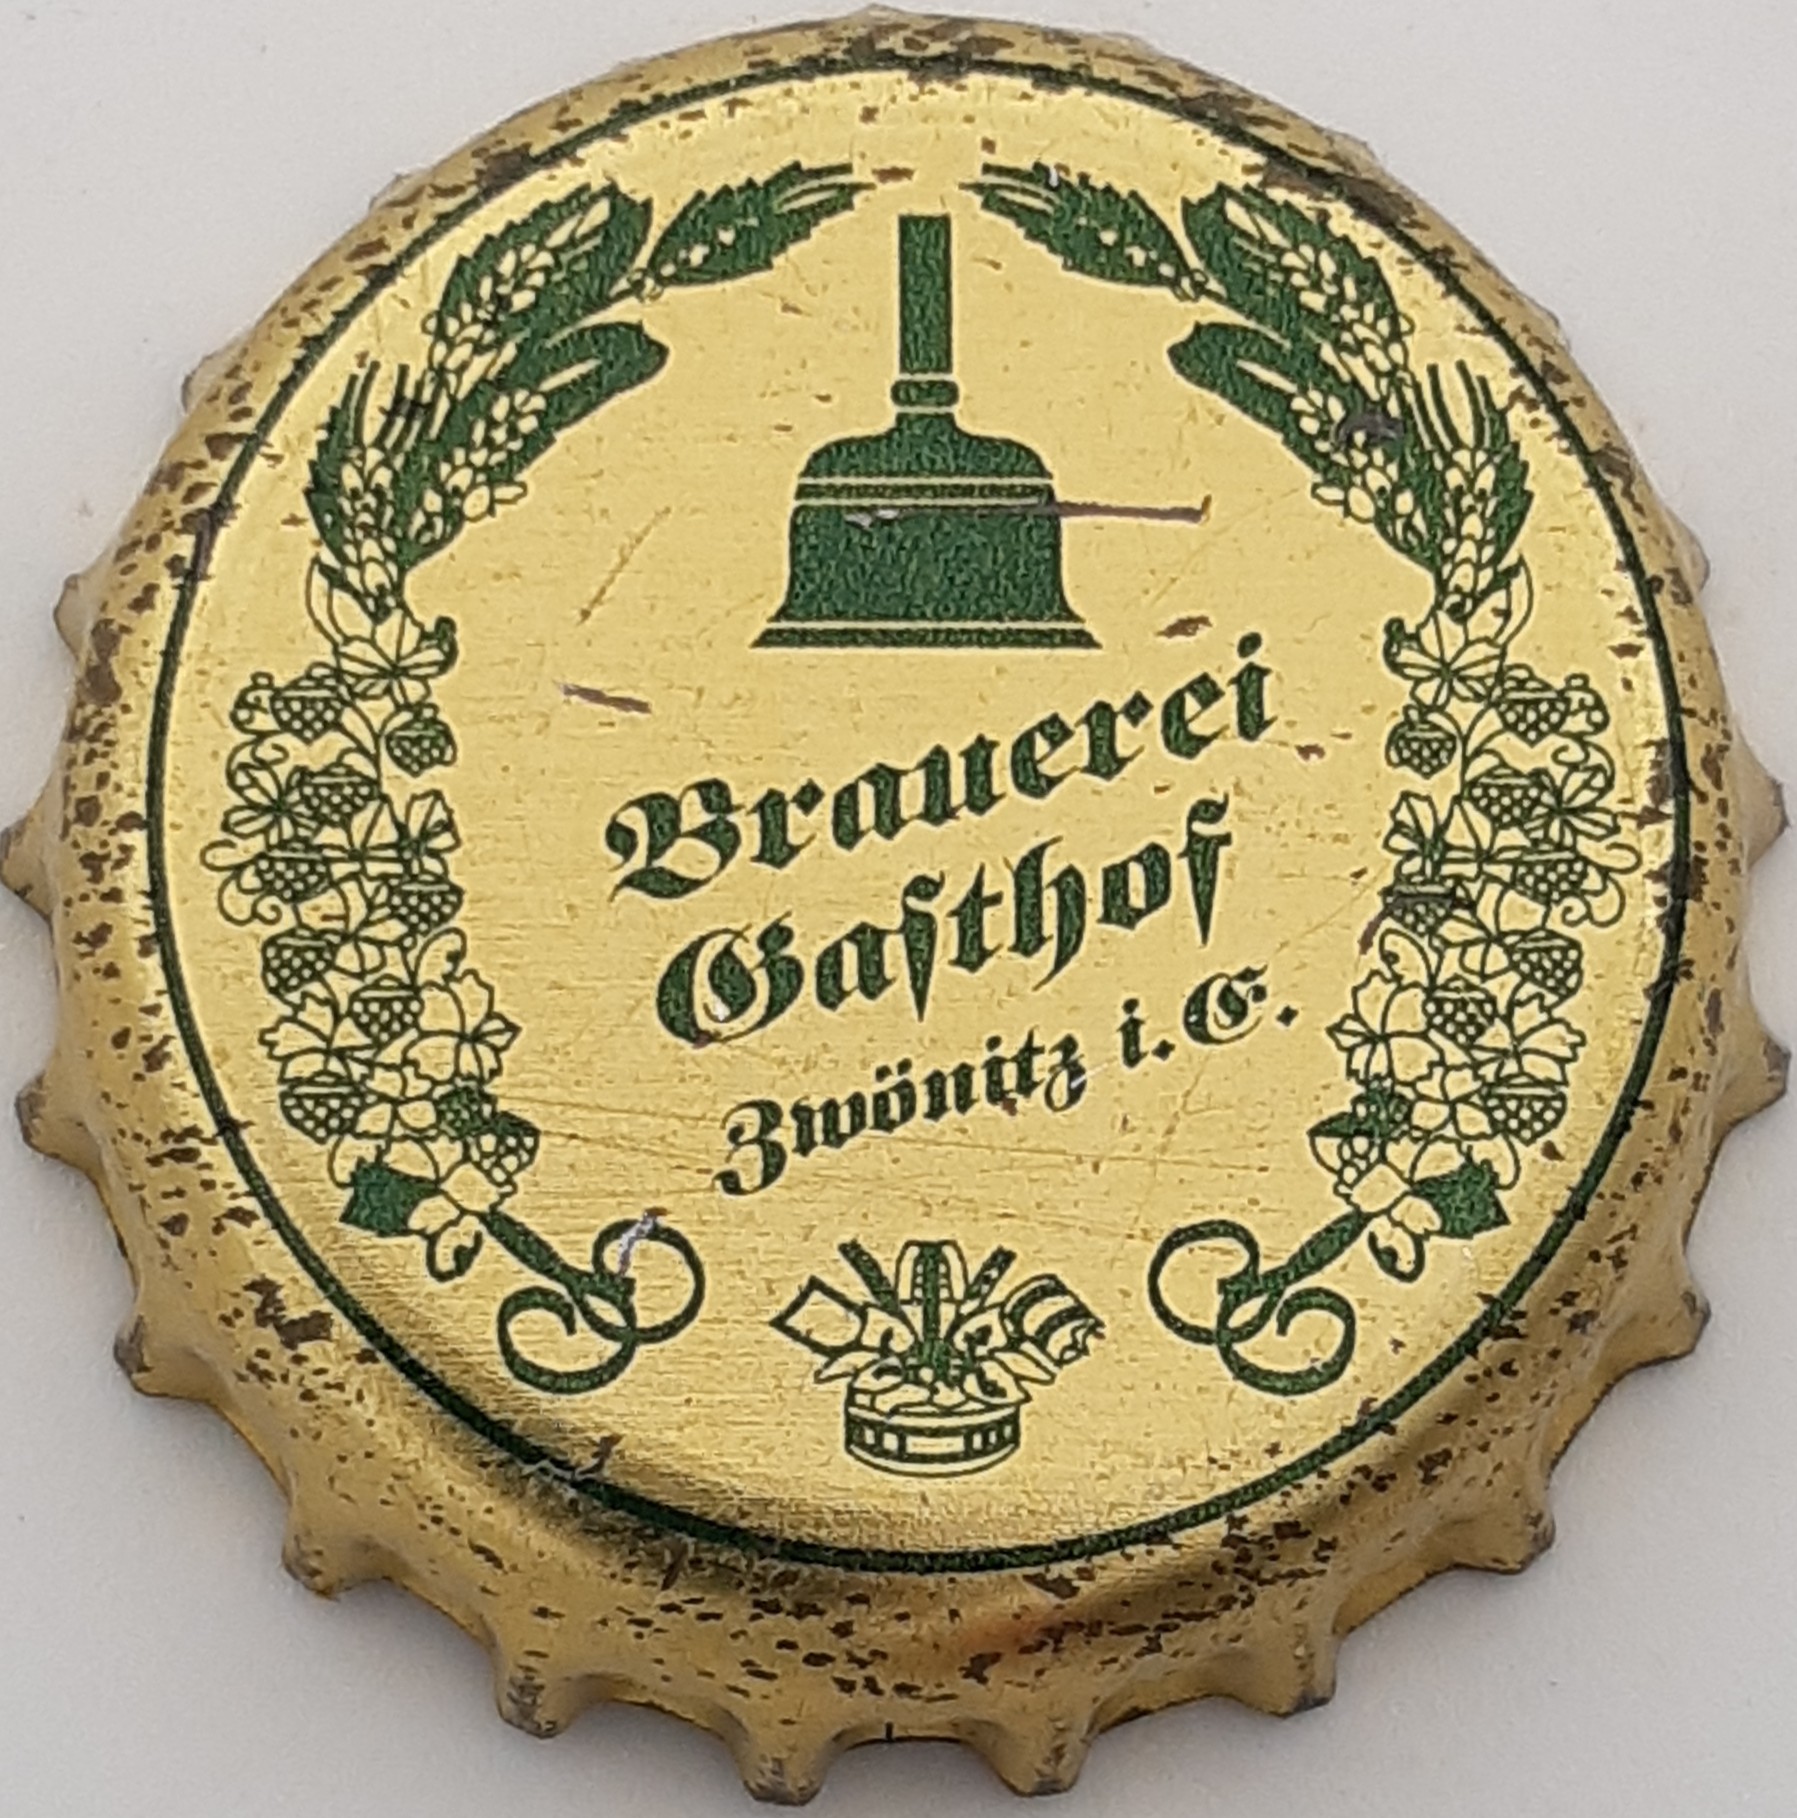 Brauerei
Gaſthof
Zwönitz i. E.